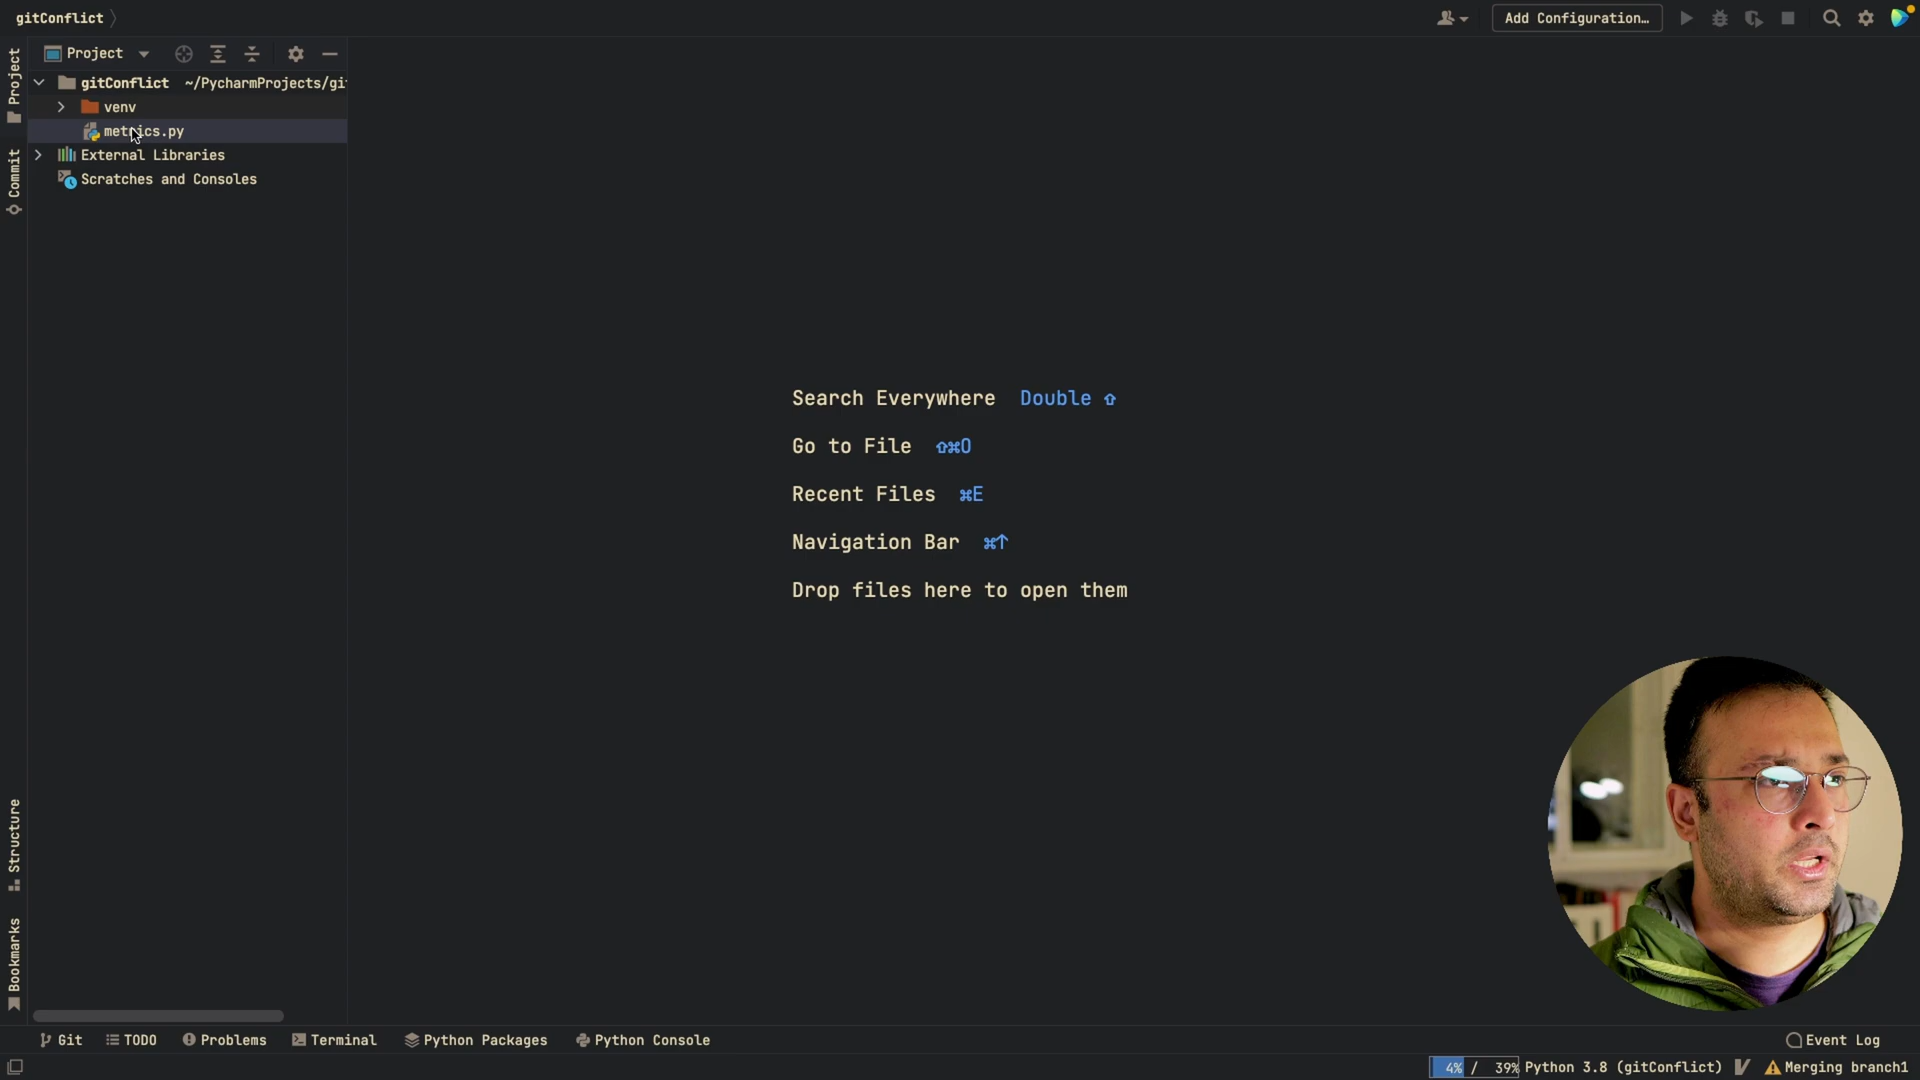 gitConflict
Add Configuration…
Project
Project
gitConflict ~/PycharmProjects/gi
venv
metrics.py
External Libraries
Scratches and Consoles
Commit
Search Everywhere Double ⇧
Go to File ⇧⌘O
Recent Files ⌘E
Navigation Bar ⌘↑
Drop files here to open them
Structure
Bookmarks
Git
TODO
Problems
Terminal
Python Packages
Python Console
Event Log
4% / 39%
Python 3.8 (gitConflict)
Merging branch1